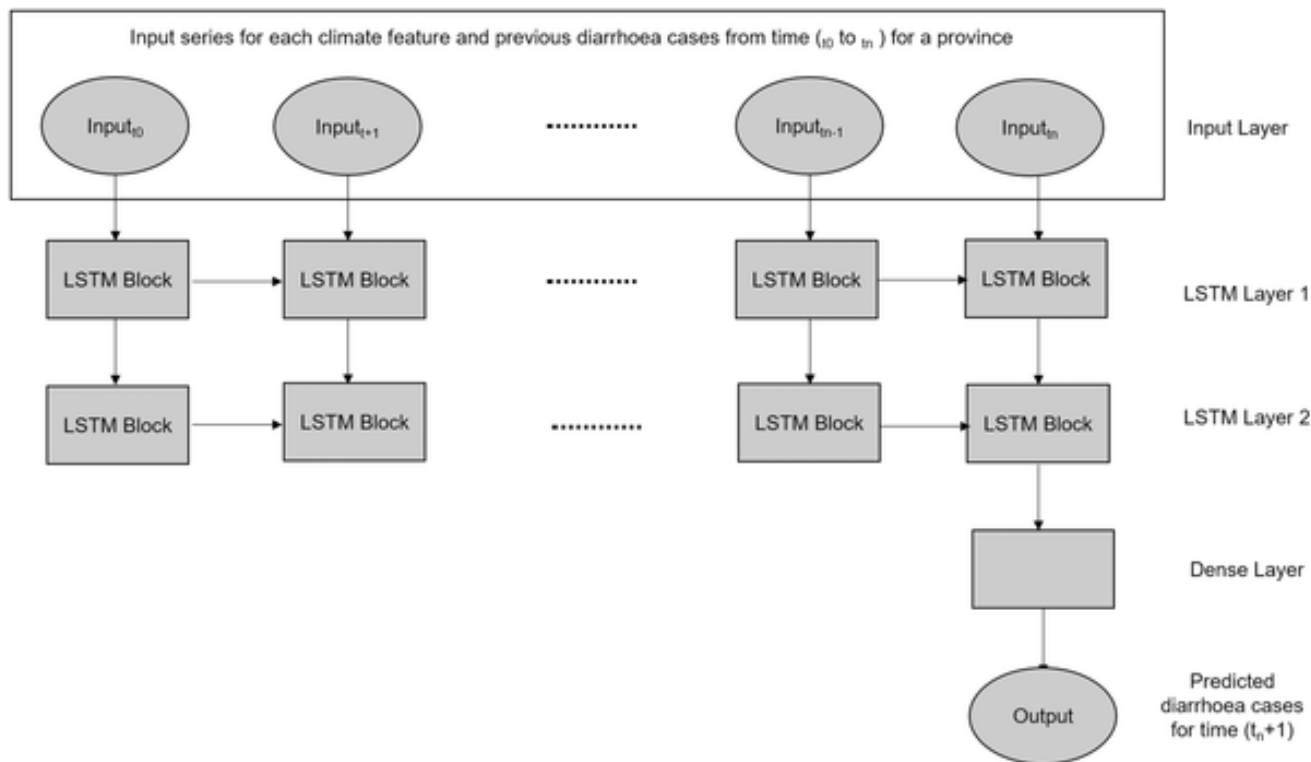 Input series for each climate feature and previous diarrhoea cases from time (t0 to tn ) for a province
Inputt0 Inputt+1 ............ Inputtn-1 Inputtn Input Layer
LSTM Block LSTM Block ............ LSTM Block LSTM Block LSTM Layer 1
LSTM Block LSTM Block ............ LSTM Block LSTM Block LSTM Layer 2
Dense Layer
Output
Predicted
diarrhoea cases
for time (tn+1)